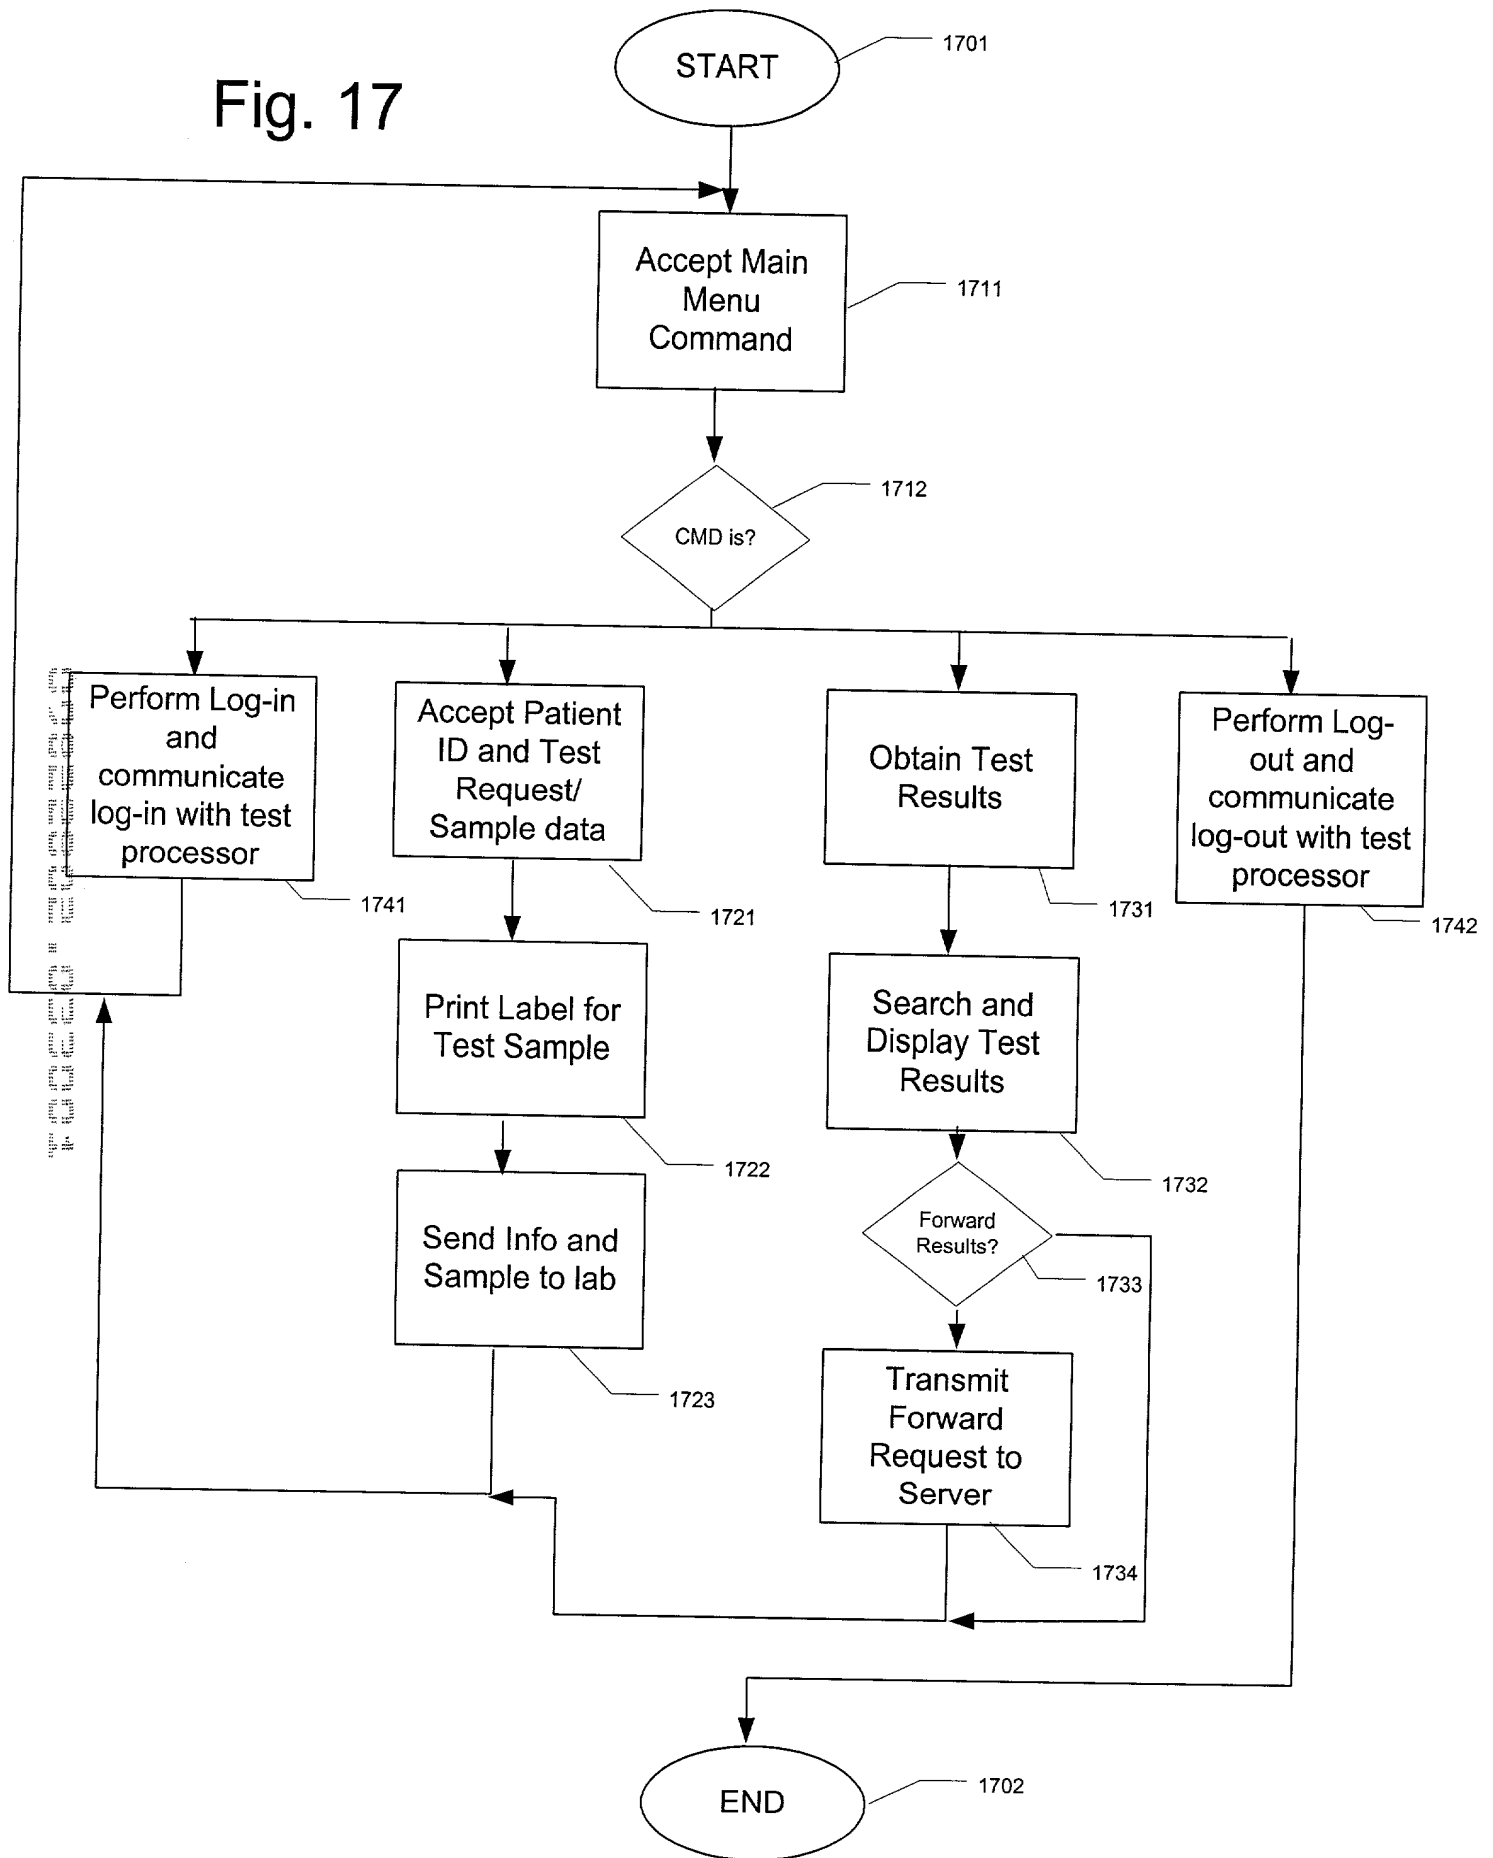 START
1701
Fig. 17
Accept Main
Menu
Command
1711
1712
CMD is?
Perform Log-in
and
communicate
log-in with test
processor
1741
Accept Patient
ID and Test
Request/
Sample data
1721
Obtain Test
Results
1731
Perform Log-
out and
communicate
log-out with test
processor
1742
Print Label for
Test Sample
1722
Search and
Display Test
Results
1732
Send Info and
Sample to lab
1723
Forward
Results?
1733
Transmit
Forward
Request to
Server
1734
END
1702